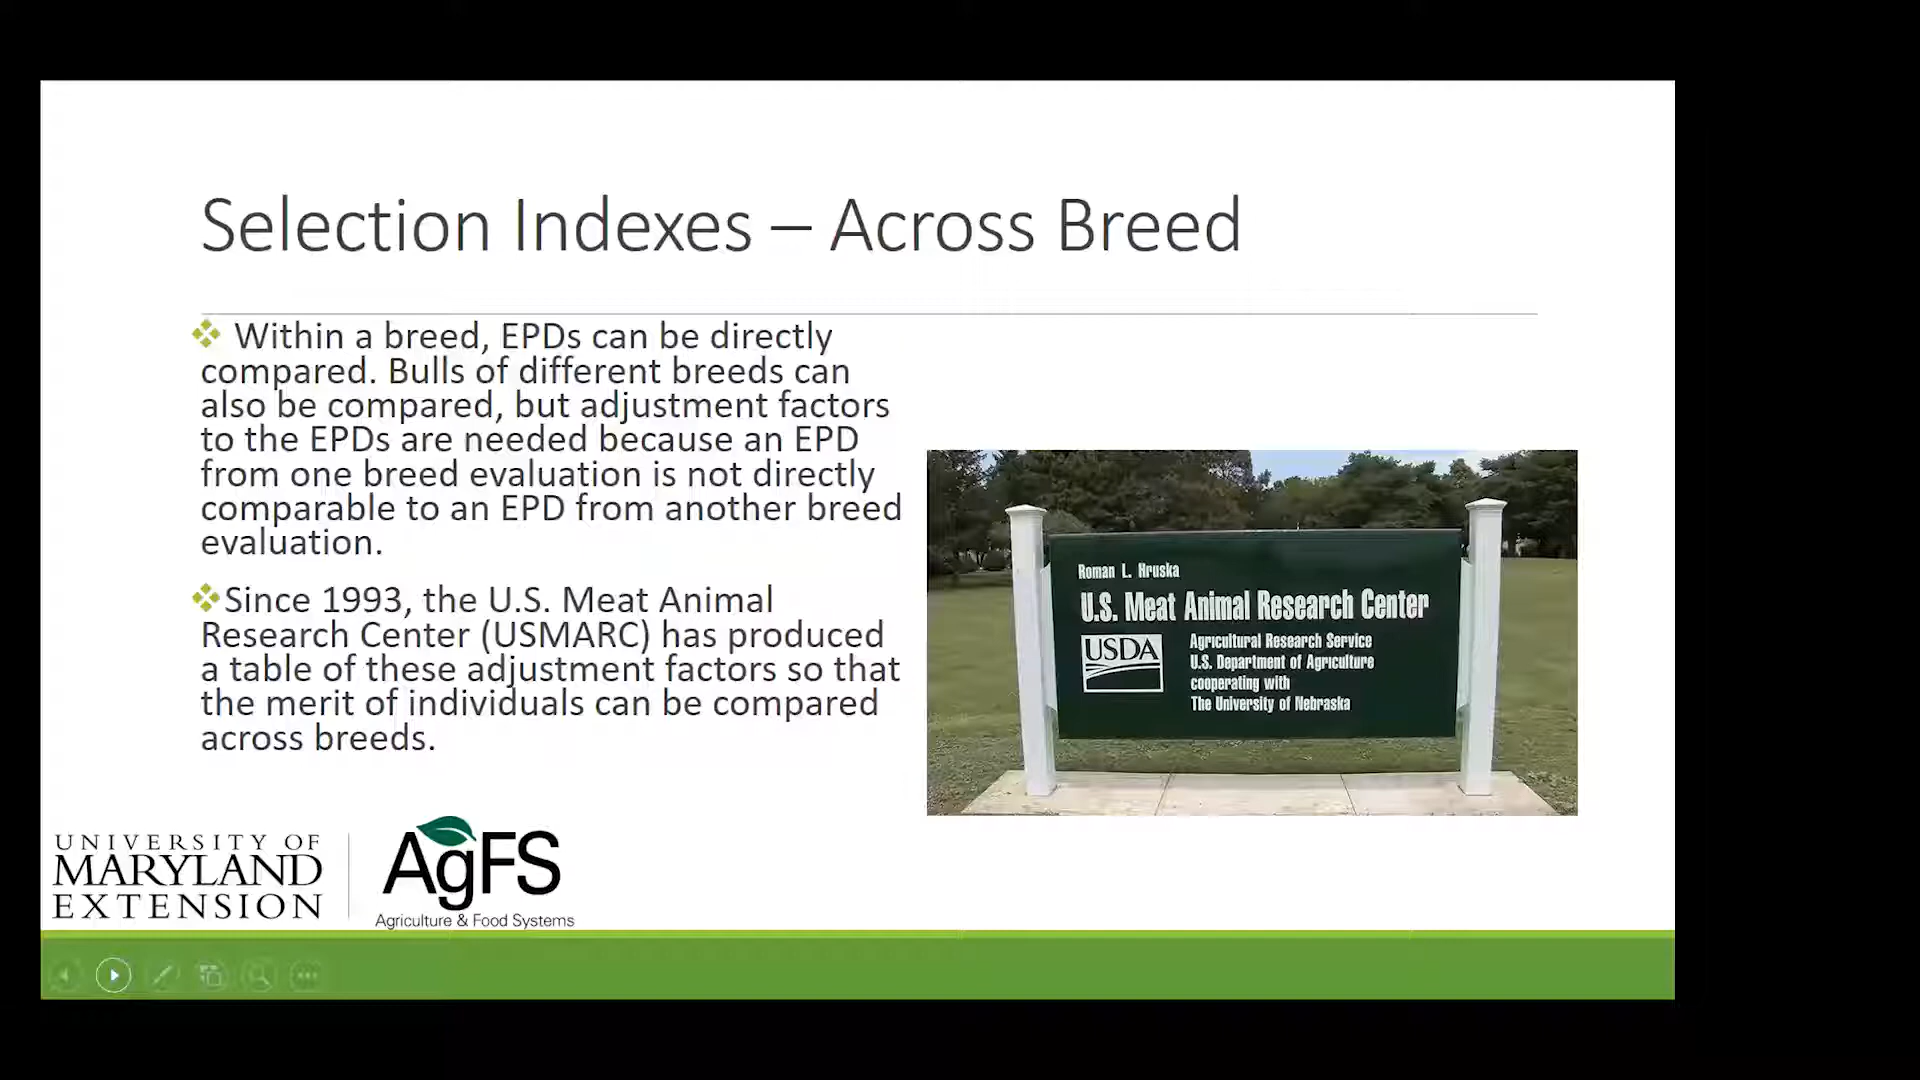 Selection Indexes – Across Breed
Within a breed, EPDs can be directly
compared. Bulls of different breeds can
also be compared, but adjustment factors
to the EPDs are needed because an EPD
from one breed evaluation is not directly
comparable to an EPD from another breed
evaluation.
Since 1993, the U.S. Meat Animal
Research Center (USMARC) has produced
a table of these adjustment factors so that
the merit of individuals can be compared
across breeds.
Roman L. Hruska
U.S. Meat Animal Research Center
USDA
Agricultural Research Service
U.S. Department of Agriculture
cooperating with
The University of Nebraska
UNIVERSITY OF
MARYLAND
EXTENSION
AgFS
Agriculture & Food Systems